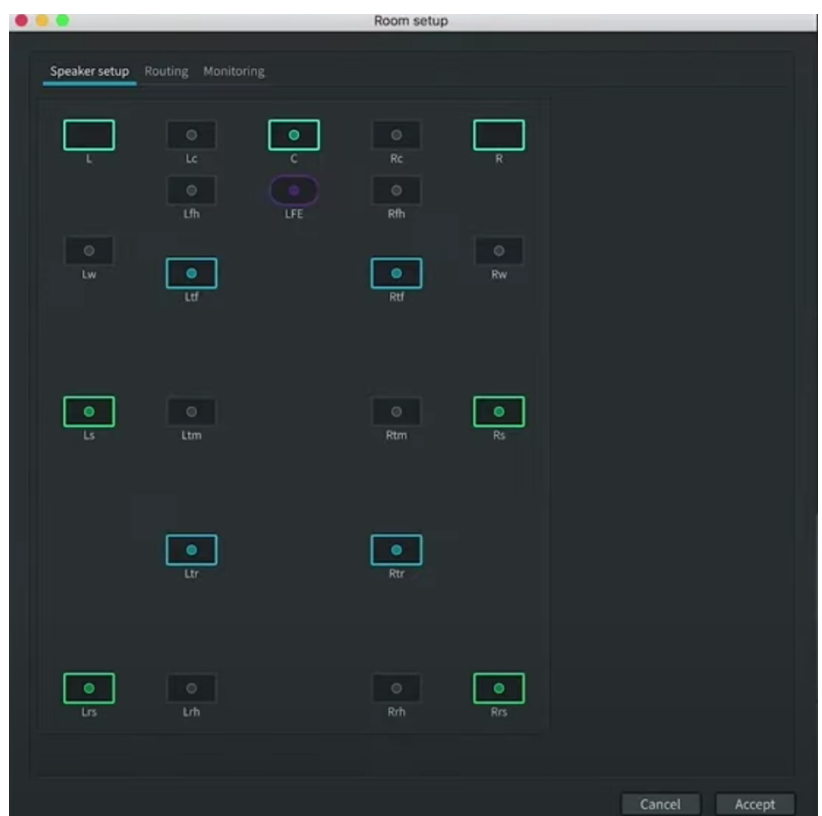 Room setup
Speaker setup Routing Monitoring
L Lc C Rc R
Lfh LFE Rfh
Lw Rw
Ltf Rtf
Ls Ltm Rtm Rs
Ltr Rtr
Lrs Lrh Rrh Rrs
Cancel Accept